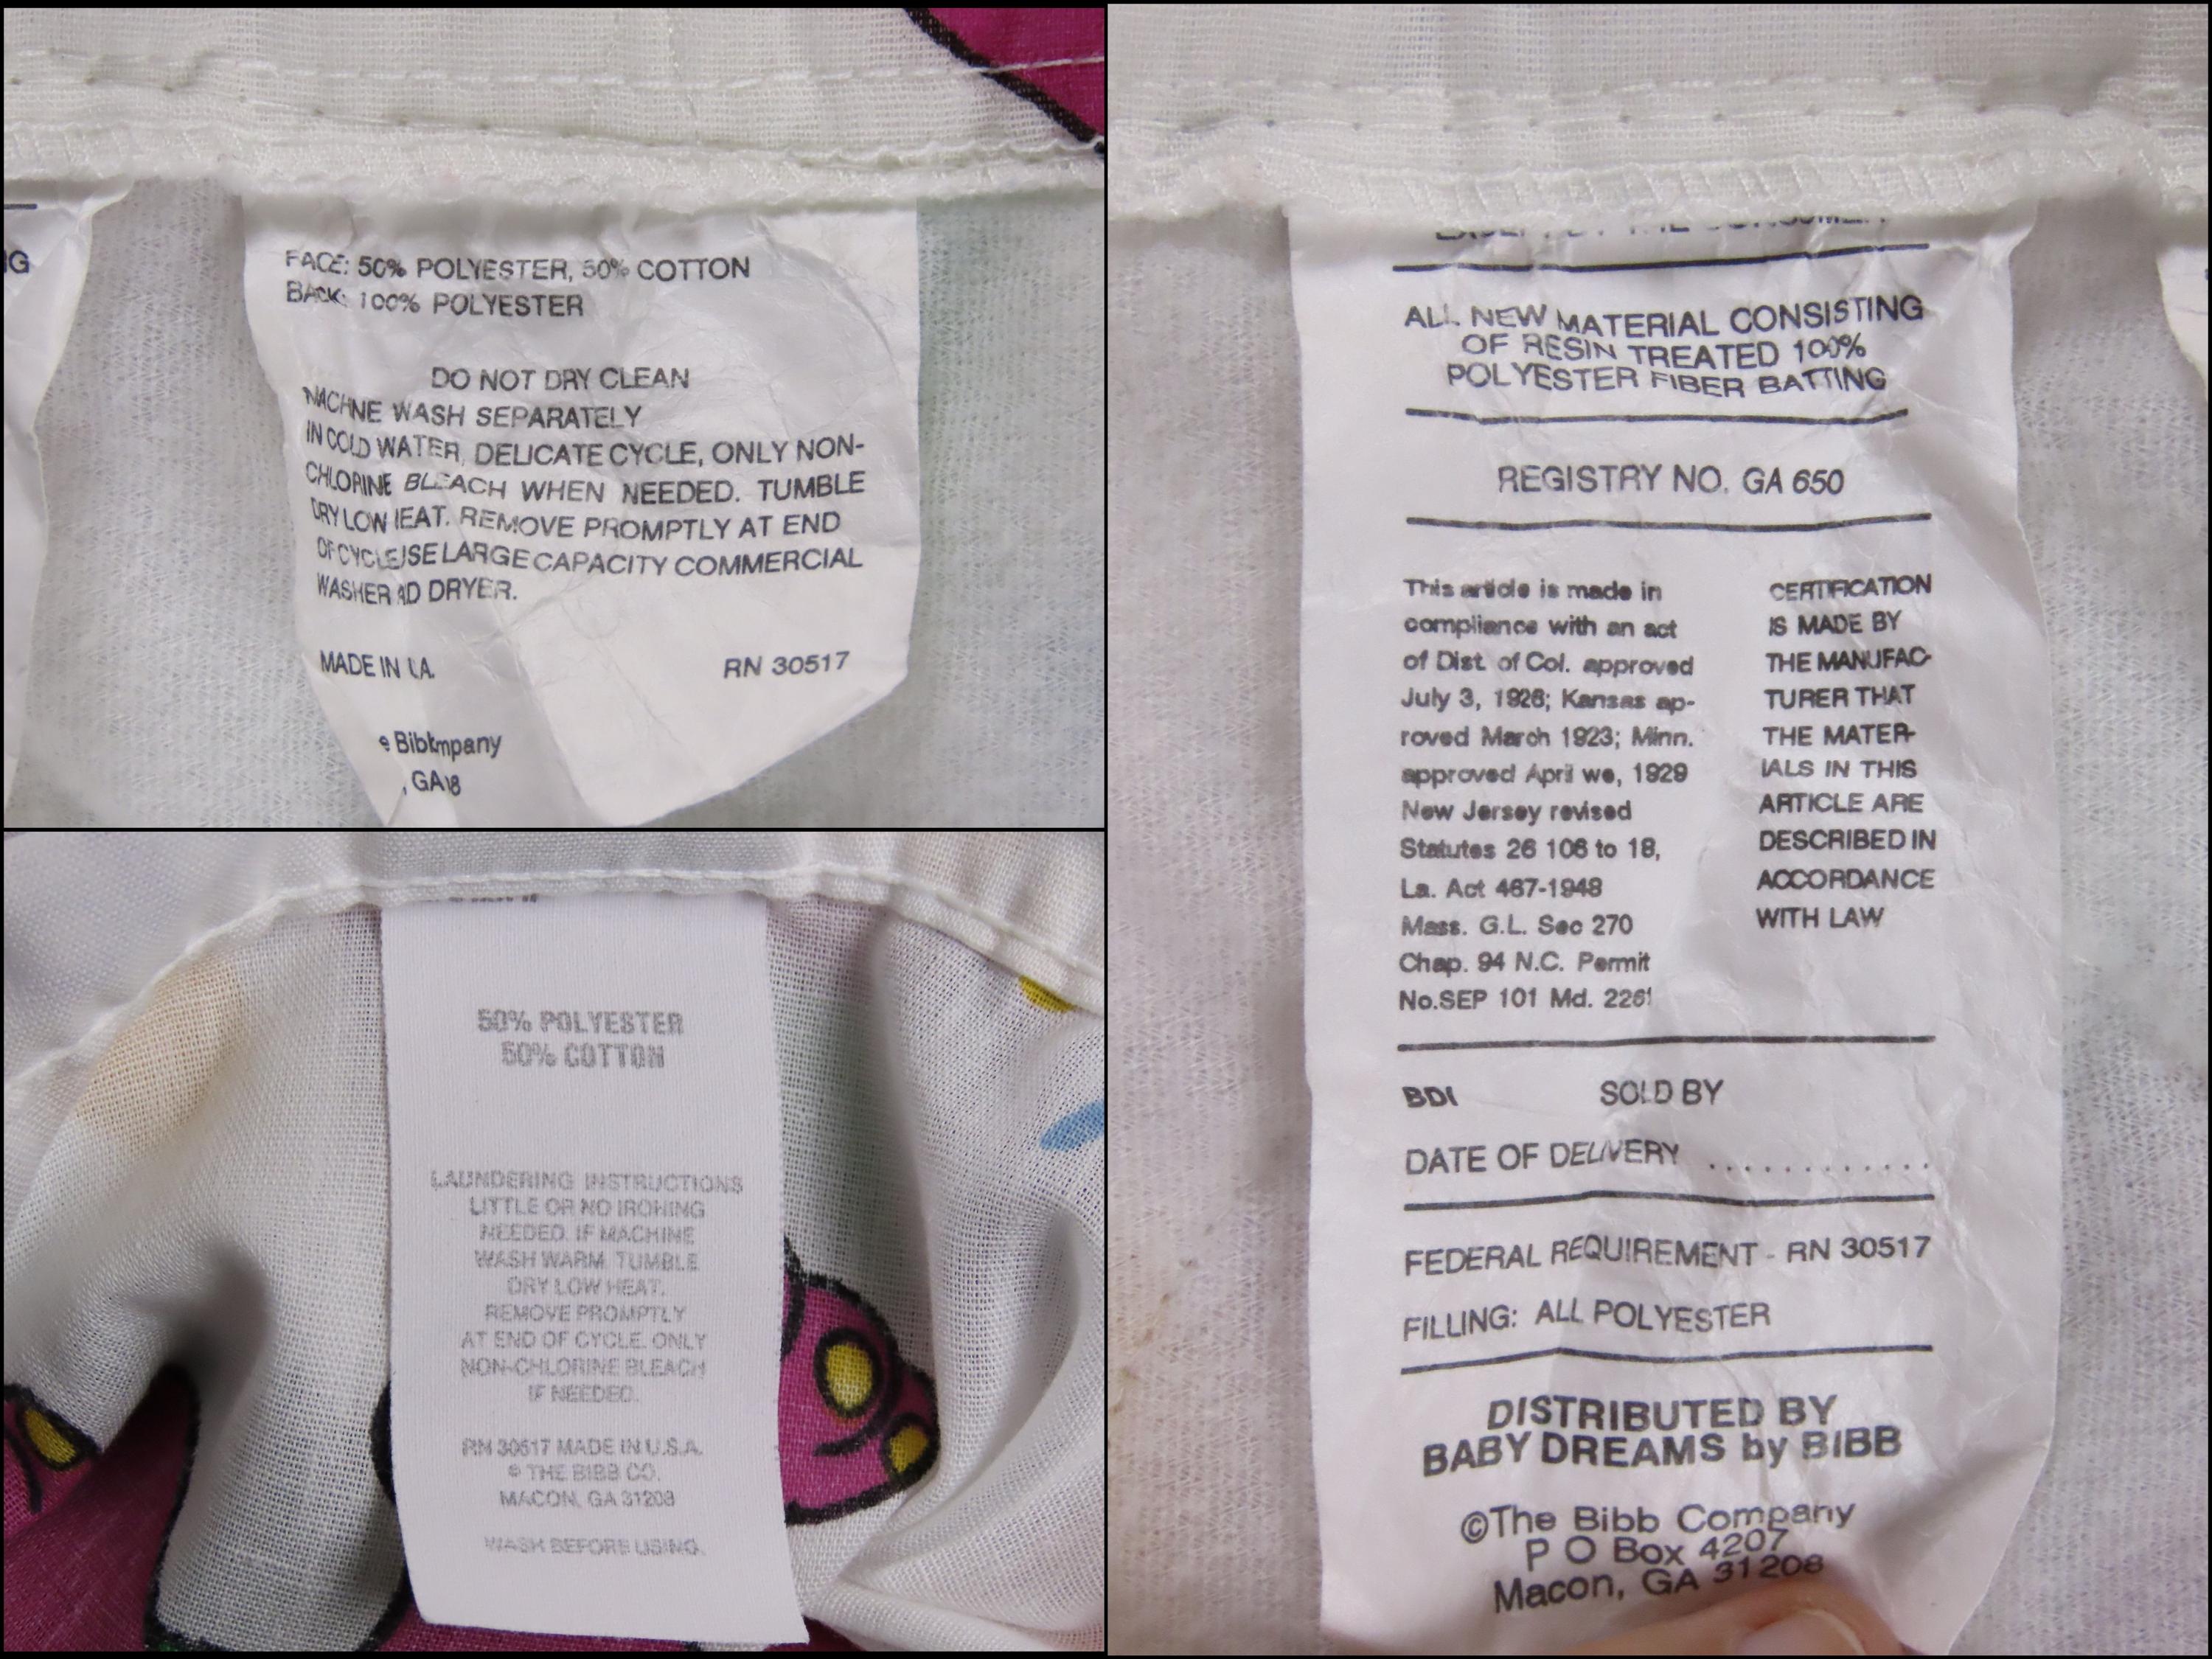 IG
FACE: 50% POLYESTER, 50% COTTON
BACK: 100% POLYESTER
DO NOT DRY CLEAN
MACHNE WASH SEPARATELY
IN COLD WATER, DELICATE CYCLE, ONLY NON-
CHLORINE BLEACH WHEN NEEDED. TUMBLE
DRY LOW HEAT. REMOVE PROMPTLY AT END
OF CYCLE USE LARGE CAPACITY COMMERCIAL
WASHER AD DRYER.
MADE IN RN 30517
Bib mpany
, GA
50% POLYESTER
50% COTTON
LAUNDERING INSTRUCTIONS
LITTLE OR NO IRONING
NEEDED. IF MACHINE
WASH WARM. TUMBLE
DRY LOW HEAT.
REMOVE PROMPTLY
AT END OF CYCLE. ONLY
NON-CHLORINE BLEACH
IF NEEDED.
RN 30517 MADE IN U.S.A.
© THE BIBB CO.
MACON, GA 31208
WASH BEFORE USING.
ALL NEW MATERIAL CONSISTING
OF RESIN TREATED 100%
POLYESTER FIBER BATTING
REGISTRY NO. GA 650
This article is made in
compliance with an act
of Dist. of Col. approved
July 3, 1926; Kansas ap-
roved March 1923; Minn.
approved April we, 1929
New Jersey revised
Statutes 26 106 to 18,
La. Act 467-1948
Mass. G.L. Sec 270
Chap. 94 N.C. Permit
No.SEP 101 Md. 2261
CERTIFICATION
IS MADE BY
THE MANUFAC-
TURER THAT
THE MATER-
IALS IN THIS
ARTICLE ARE
DESCRIBED IN
ACCORDANCE
WITH LAW
BDI SOLD BY
DATE OF DELIVERY .............
FEDERAL REQUIREMENT - RN 30517
FILLING: ALL POLYESTER
DISTRIBUTED BY
BABY DREAMS by BIBB
©The Bibb Company
P O Box 4207
Macon, GA 31208